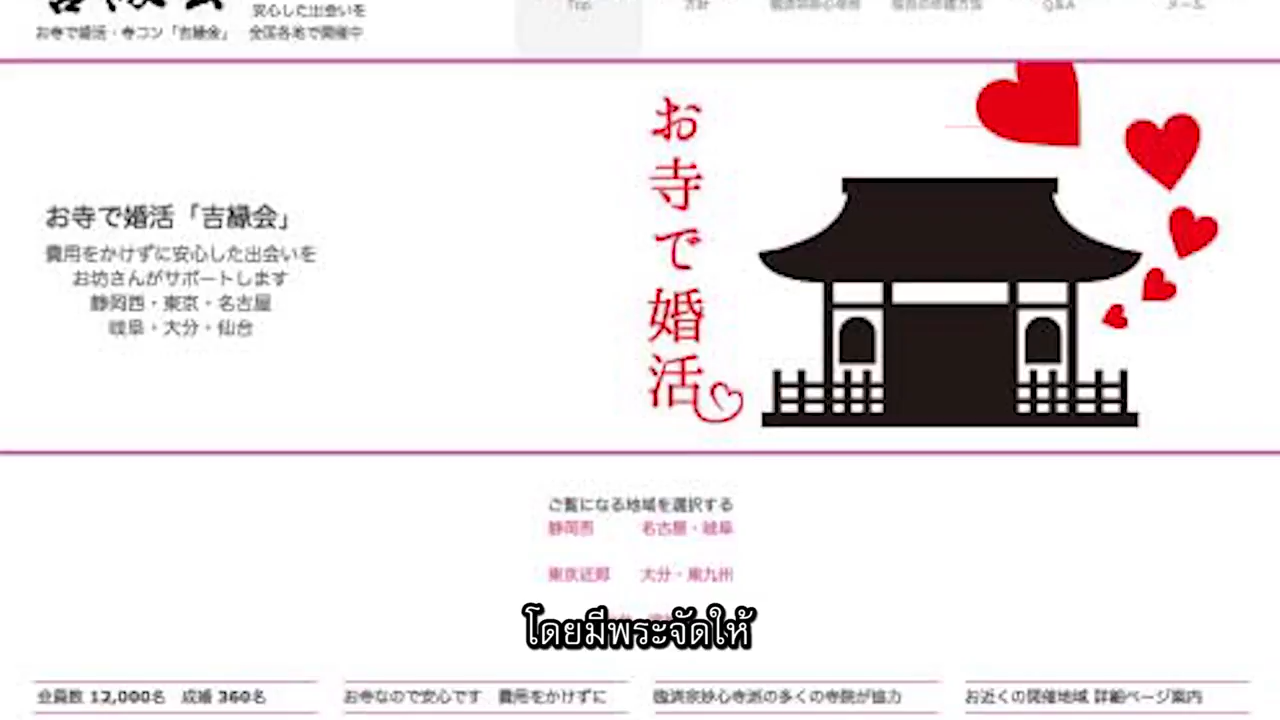 安心した出会いを
お寺で婚活・寺コン「吉縁会」 全国各地で開催中
Top
方針
Q&A
メール
お寺で婚活
お寺で婚活「吉縁会」
費用をかけずに安心した出会いを
お坊さんがサポートします
静岡西・東京・名古屋
岐阜・大分・仙台
ご覧になる地域を選択する
静岡西 名古屋・岐阜
東京近郊 大分・東九州
โดยมีพระจัดให้
会員数 12,000名 成婚 360名
お寺なので安心です 費用をかけずに
臨済宗妙心寺派の多くの寺院が協力
お近くの開催地域 詳細ページ案内